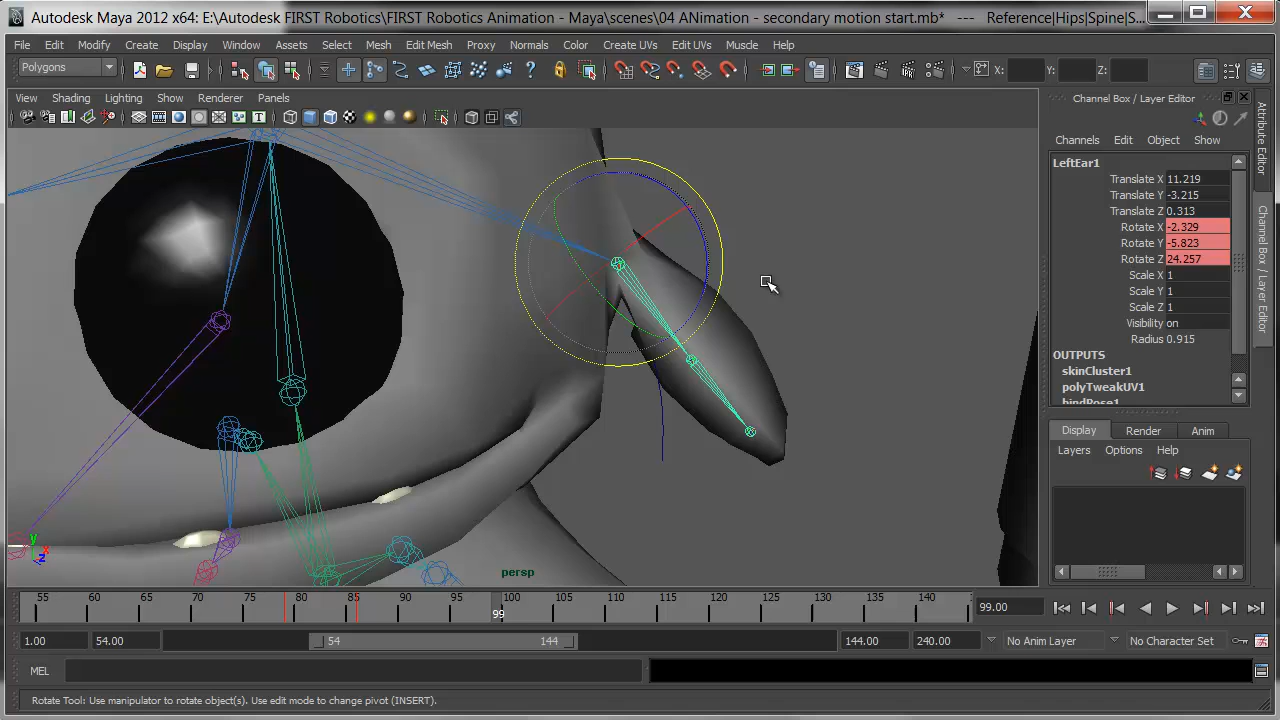 Autodesk Maya 2012 x64: E:\Autodesk FIRST Robotics\FIRST Robotics Animation - Maya\scenes\04 ANimation - secondary motion start.mb* --- Reference|Hips|Spine|S...
File Edit Modify Create Display Window Assets Select Mesh Edit Mesh Proxy Normals Color Create UVs Edit UVs Muscle Help
Polygons X: Y: Z:
View Shading Lighting Show Renderer Panels
Channel Box / Layer Editor
Channels Edit Object Show
LeftEar1
Translate X 11.219
Translate Y -3.215
Translate Z 0.313
Rotate X -2.329
Rotate Y -5.823
Rotate Z 24.257
Scale X 1
Scale Y 1
Scale Z 1
Visibility on
Radius 0.915
OUTPUTS
skinCluster1
polyTweakUV1
bindPose1
Attribute Editor
Channel Box / Layer Editor
Display Render Anim
Layers Options Help
y
x
z
persp
55 60 65 70 75 80 85 90 95 99 105 110 115 120 125 130 135 140
99.00
1.00 54.00 54 144 144.00 240.00 No Anim Layer No Character Set
MEL
Rotate Tool: Use manipulator to rotate object(s). Use edit mode to change pivot (INSERT).